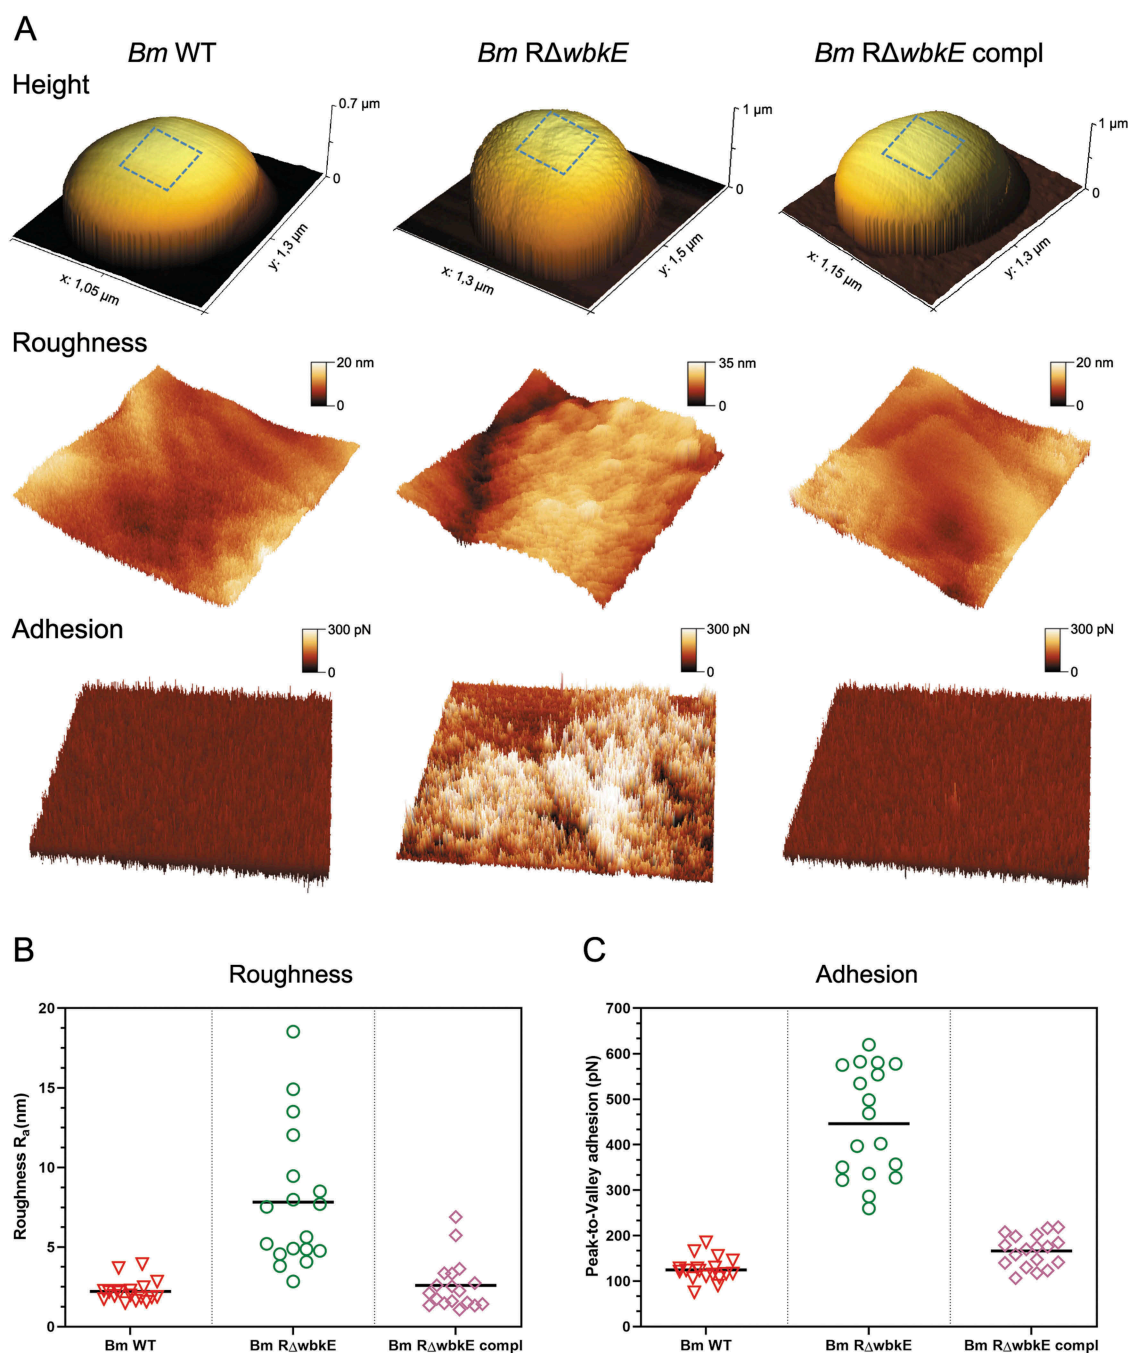 A
Bm WT
Bm RΔwbkE
Bm RΔwbkE compl
Height
0.7 µm
0
x: 1,05 µm
y: 1,3 µm
1 µm
0
x: 1,3 µm
y: 1,5 µm
1 µm
0
x: 1,15 µm
y: 1,3 µm
Roughness
20 nm
0
35 nm
0
20 nm
0
Adhesion
300 pN
0
300 pN
0
300 pN
0
B
Roughness
20
15
10
5
0
Roughness Ra(nm)
Bm WT
Bm RΔwbkE
Bm RΔwbkE compl
C
Adhesion
700
600
500
400
300
200
100
0
Peak-to-Valley adhesion (pN)
Bm WT
Bm RΔwbkE
Bm RΔwbkE compl